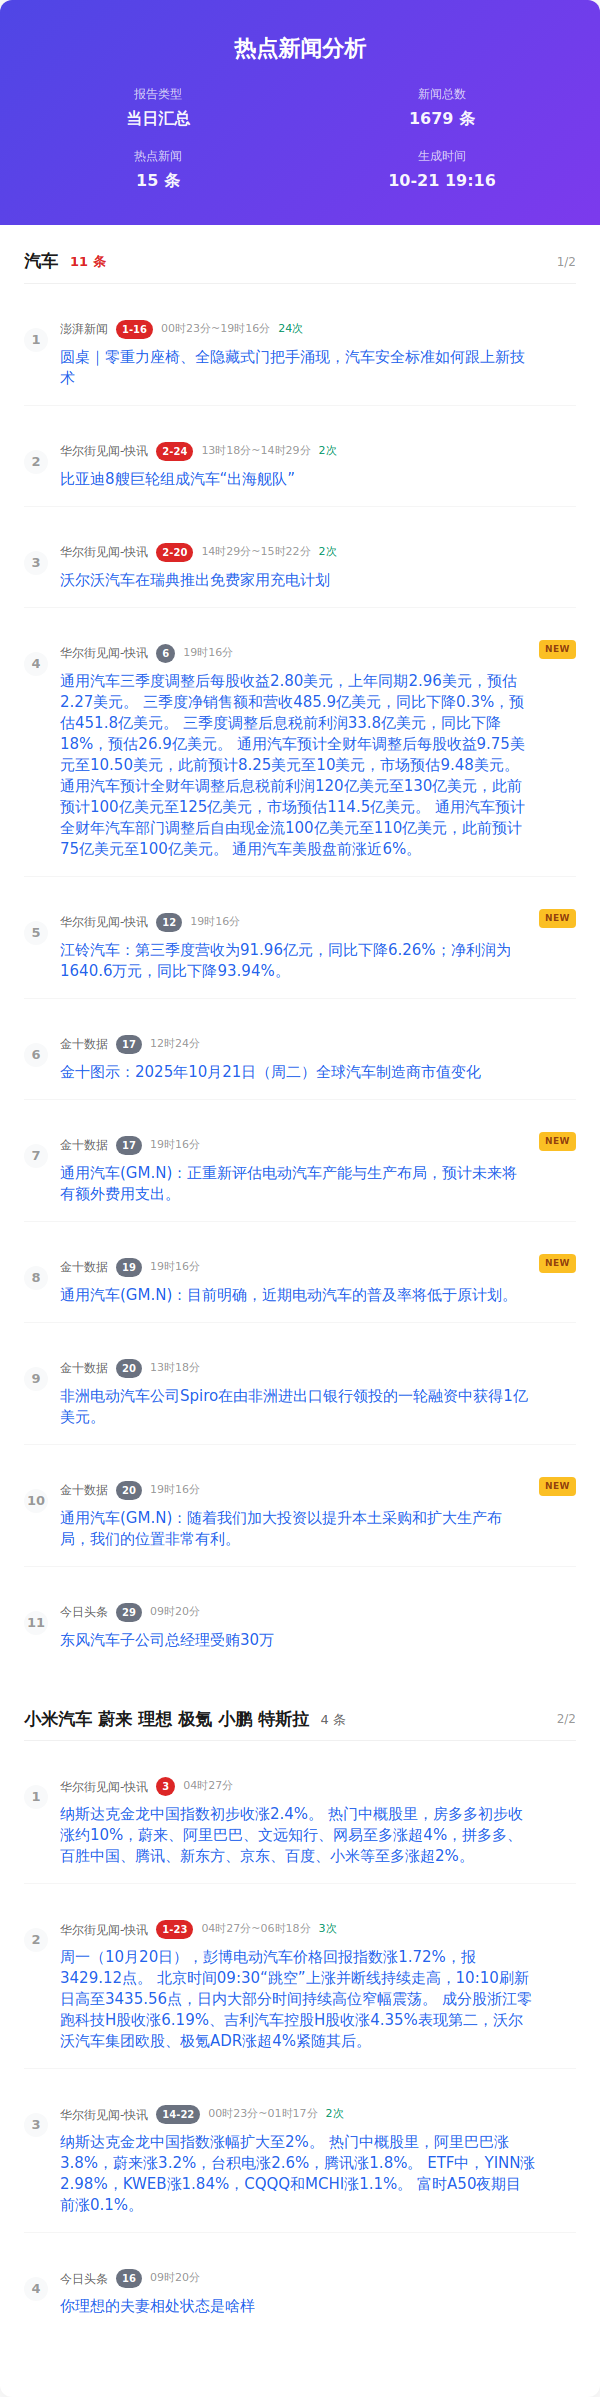 热点新闻分析
报告类型
当日汇总
新闻总数
1679 条
热点新闻
15 条
生成时间
10-21 19:16
汽车 11 条 1/2
1
澎湃新闻 1-16 00时23分~19时16分 24次
圆桌｜零重力座椅、全隐藏式门把手涌现，汽车安全标准如何跟上新技
术
2
华尔街见闻-快讯 2-24 13时18分~14时29分 2次
比亚迪8艘巨轮组成汽车“出海舰队”
3
华尔街见闻-快讯 2-20 14时29分~15时22分 2次
沃尔沃汽车在瑞典推出免费家用充电计划
4
华尔街见闻-快讯 6 19时16分 NEW
通用汽车三季度调整后每股收益2.80美元，上年同期2.96美元，预估
2.27美元。 三季度净销售额和营收485.9亿美元，同比下降0.3%，预
估451.8亿美元。 三季度调整后息税前利润33.8亿美元，同比下降
18%，预估26.9亿美元。 通用汽车预计全财年调整后每股收益9.75美
元至10.50美元，此前预计8.25美元至10美元，市场预估9.48美元。
通用汽车预计全财年调整后息税前利润120亿美元至130亿美元，此前
预计100亿美元至125亿美元，市场预估114.5亿美元。 通用汽车预计
全财年汽车部门调整后自由现金流100亿美元至110亿美元，此前预计
75亿美元至100亿美元。 通用汽车美股盘前涨近6%。
5
华尔街见闻-快讯 12 19时16分 NEW
江铃汽车：第三季度营收为91.96亿元，同比下降6.26%；净利润为
1640.6万元，同比下降93.94%。
6
金十数据 17 12时24分
金十图示：2025年10月21日（周二）全球汽车制造商市值变化
7
金十数据 17 19时16分 NEW
通用汽车(GM.N)：正重新评估电动汽车产能与生产布局，预计未来将
有额外费用支出。
8
金十数据 19 19时16分 NEW
通用汽车(GM.N)：目前明确，近期电动汽车的普及率将低于原计划。
9
金十数据 20 13时18分
非洲电动汽车公司Spiro在由非洲进出口银行领投的一轮融资中获得1亿
美元。
10
金十数据 20 19时16分 NEW
通用汽车(GM.N)：随着我们加大投资以提升本土采购和扩大生产布
局，我们的位置非常有利。
11
今日头条 29 09时20分
东风汽车子公司总经理受贿30万
小米汽车 蔚来 理想 极氪 小鹏 特斯拉 4 条 2/2
1
华尔街见闻-快讯 3 04时27分
纳斯达克金龙中国指数初步收涨2.4%。 热门中概股里，房多多初步收
涨约10%，蔚来、阿里巴巴、文远知行、网易至多涨超4%，拼多多、
百胜中国、腾讯、新东方、京东、百度、小米等至多涨超2%。
2
华尔街见闻-快讯 1-23 04时27分~06时18分 3次
周一（10月20日），彭博电动汽车价格回报指数涨1.72%，报
3429.12点。 北京时间09:30“跳空”上涨并断线持续走高，10:10刷新
日高至3435.56点，日内大部分时间持续高位窄幅震荡。 成分股浙江零
跑科技H股收涨6.19%、吉利汽车控股H股收涨4.35%表现第二，沃尔
沃汽车集团欧股、极氪ADR涨超4%紧随其后。
3
华尔街见闻-快讯 14-22 00时23分~01时17分 2次
纳斯达克金龙中国指数涨幅扩大至2%。 热门中概股里，阿里巴巴涨
3.8%，蔚来涨3.2%，台积电涨2.6%，腾讯涨1.8%。 ETF中，YINN涨
2.98%，KWEB涨1.84%，CQQQ和MCHI涨1.1%。 富时A50夜期目
前涨0.1%。
4
今日头条 16 09时20分
你理想的夫妻相处状态是啥样